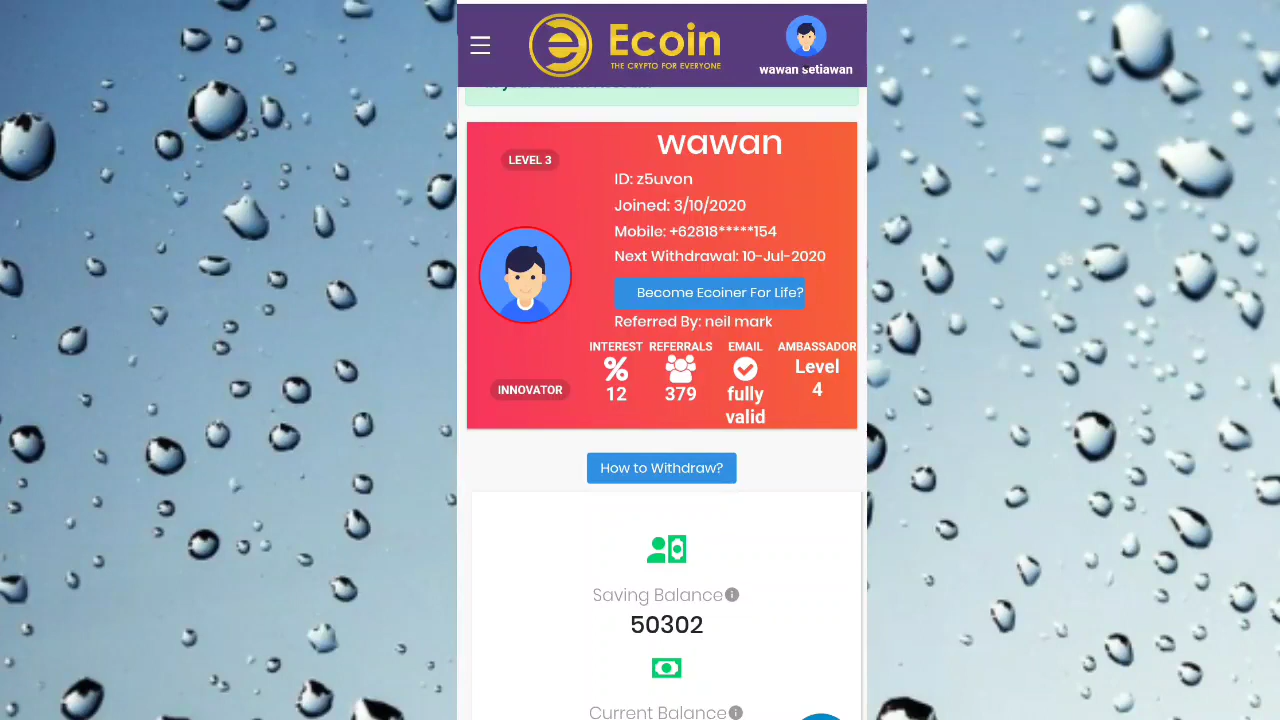 Ecoin
THE CRYPTO FOR EVERYONE
wawan setiawan
wawan
LEVEL 3
ID: z5uvon
Joined: 3/10/2020
Mobile: +62818*****154
Next Withdrawal: 10-Jul-2020
Become Ecoiner For Life?
Referred By: neil mark
INTEREST REFERRALS EMAIL AMBASSADOR
12
379
fully
valid
Level
4
INNOVATOR
How to Withdraw?
Saving Balance
50302
Current Balance